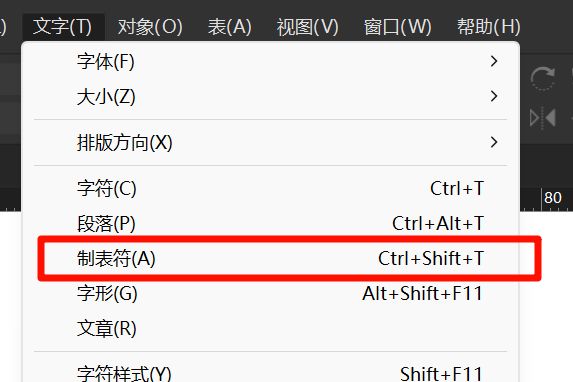 文字(T) 对象(O) 表(A) 视图(V) 窗口(W) 帮助(H)
字体(F)
大小(Z)
排版方向(X)
字符(C) Ctrl+T
段落(P) Ctrl+Alt+T
80
制表符(A) Ctrl+Shift+T
字形(G) Alt+Shift+F11
文章(R)
字符样式(Y) Shift+F11